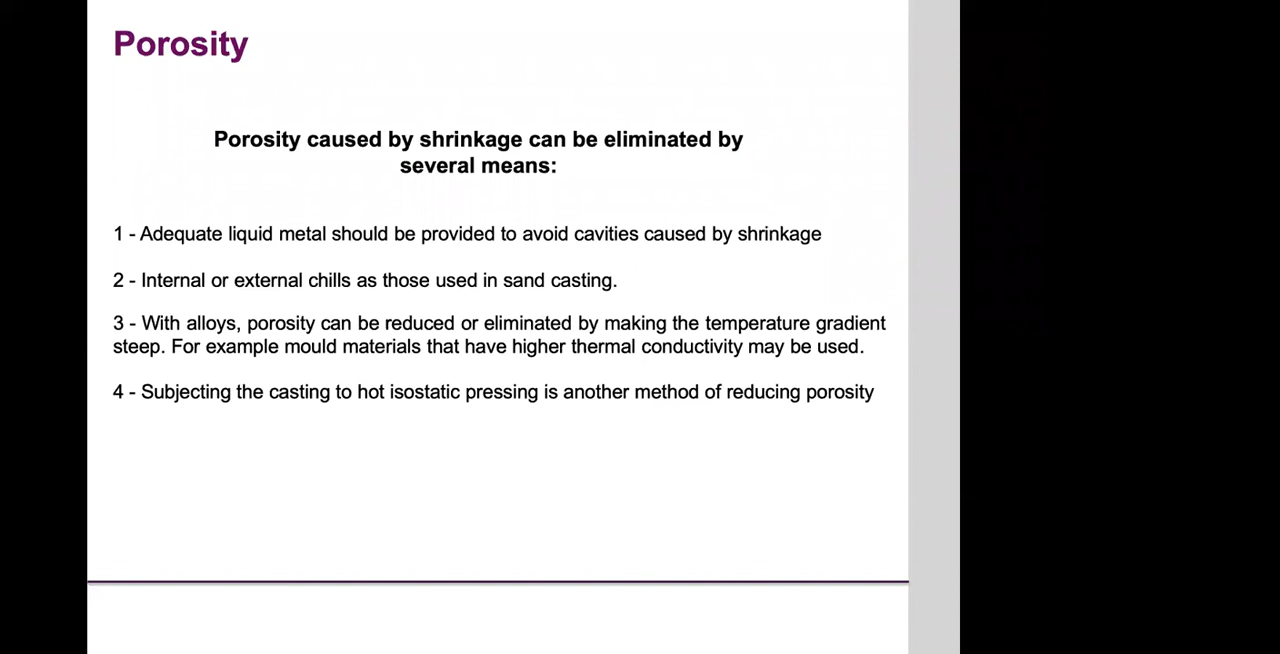 Porosity
Porosity caused by shrinkage can be eliminated by
several means:
1 - Adequate liquid metal should be provided to avoid cavities caused by shrinkage
2 - Internal or external chills as those used in sand casting.
3 - With alloys, porosity can be reduced or eliminated by making the temperature gradient
steep. For example mould materials that have higher thermal conductivity may be used.
4 - Subjecting the casting to hot isostatic pressing is another method of reducing porosity